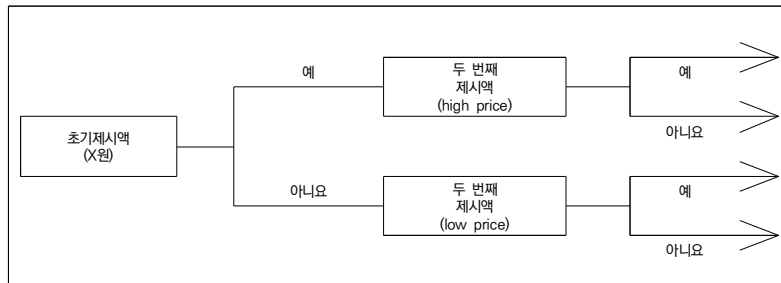 초기제시액
(X원)
예
아니요
두 번째
제시액
(high price)
두 번째
제시액
(low price)
예
아니요
예
아니요